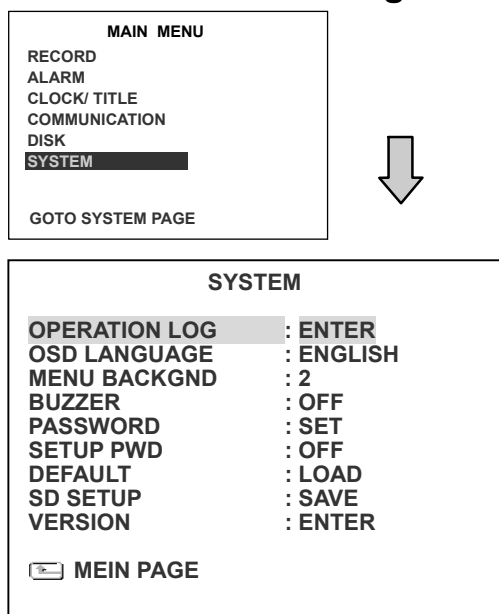 MAIN MENU
RECORD
ALARM
CLOCK/ TITLE
COMMUNICATION
DISK
SYSTEM
GOTO SYSTEM PAGE
SYSTEM
OPERATION LOG : ENTER
OSD LANGUAGE : ENGLISH
MENU BACKGND : 2
BUZZER : OFF
PASSWORD : SET
SETUP PWD : OFF
DEFAULT : LOAD
SD SETUP : SAVE
VERSION : ENTER
MEIN PAGE